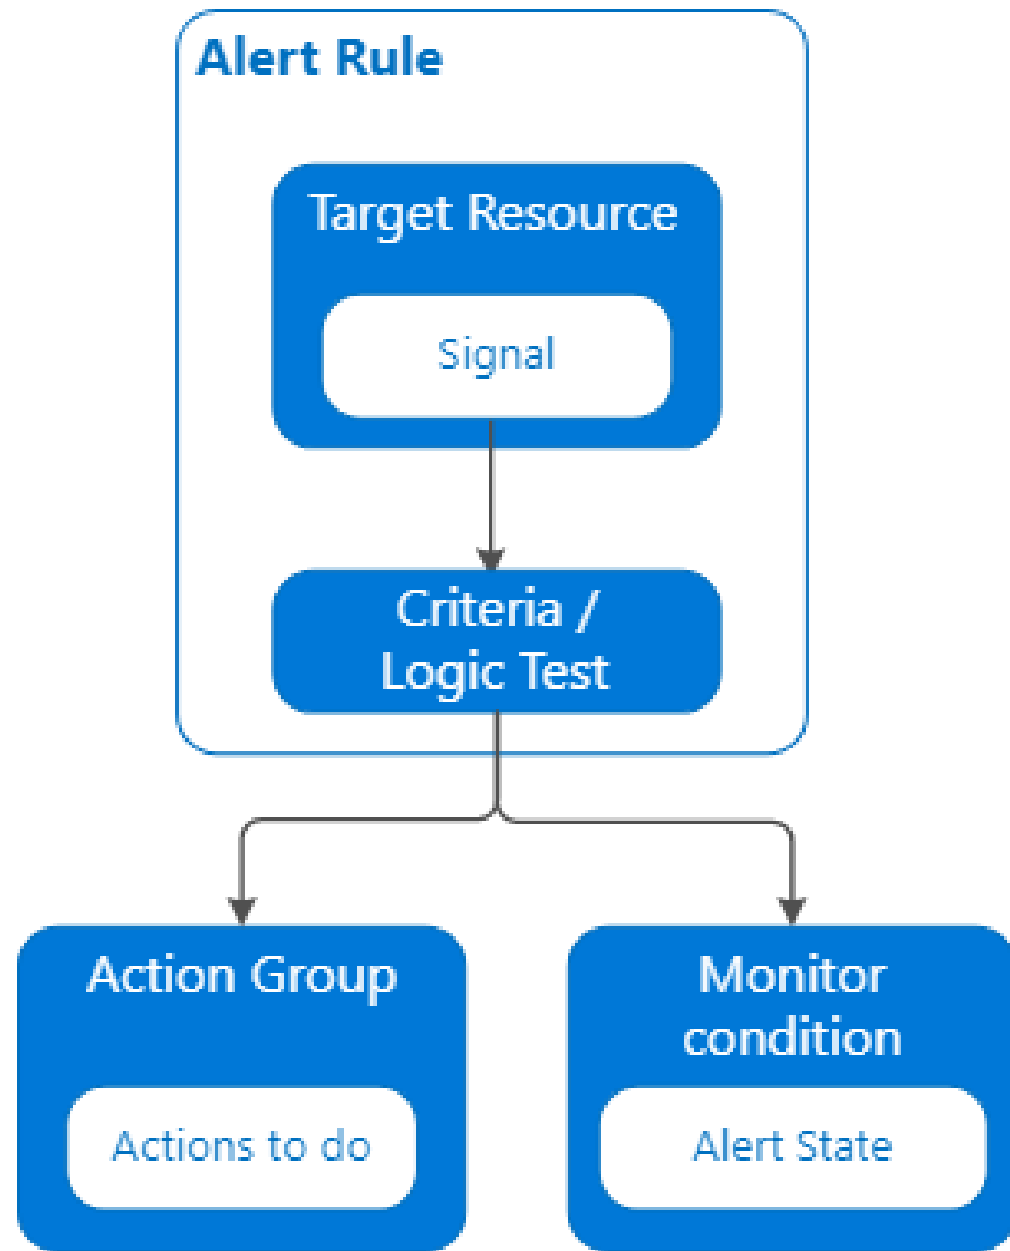 Alert Rule
Target Resource
Signal
Criteria /
Logic Test
Action Group
Actions to do
Monitor
condition
Alert State